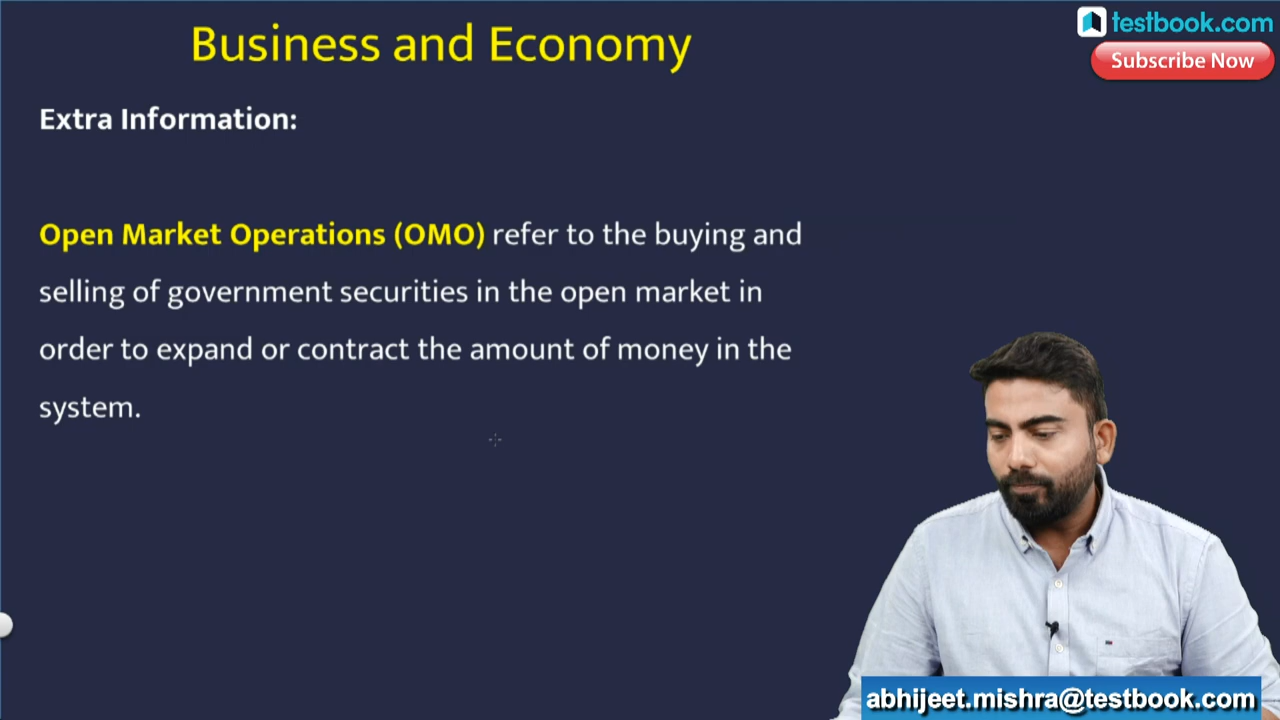 Business and Economy
testbook.com
Subscribe Now
Extra Information:
Open Market Operations (OMO) refer to the buying and
selling of government securities in the open market in
order to expand or contract the amount of money in the
system.
abhijeet.mishra@testbook.com